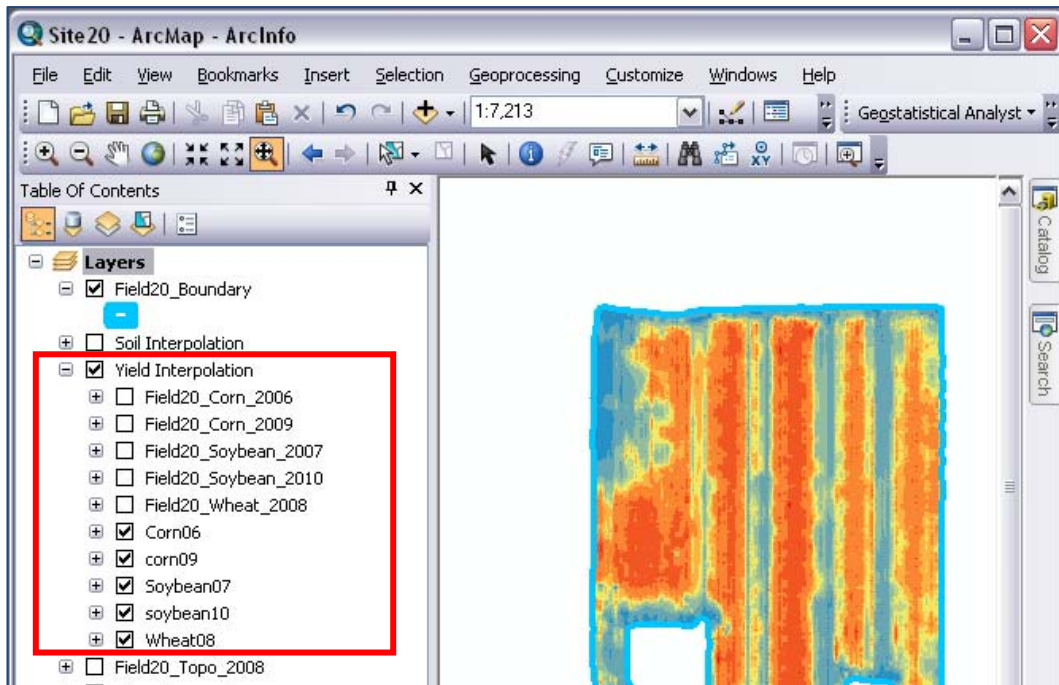 Site20 - ArcMap - ArcInfo
File Edit View Bookmarks Insert Selection Geoprocessing Customize Windows Help
1:7,213 Geostatistical Analyst
XY
Table Of Contents
Layers
Field20_Boundary
Soil Interpolation
Yield Interpolation
Field20_Corn_2006
Field20_Corn_2009
Field20_Soybean_2007
Field20_Soybean_2010
Field20_Wheat_2008
Corn06
corn09
Soybean07
soybean10
Wheat08
Field20_Topo_2008
Catalog
Search